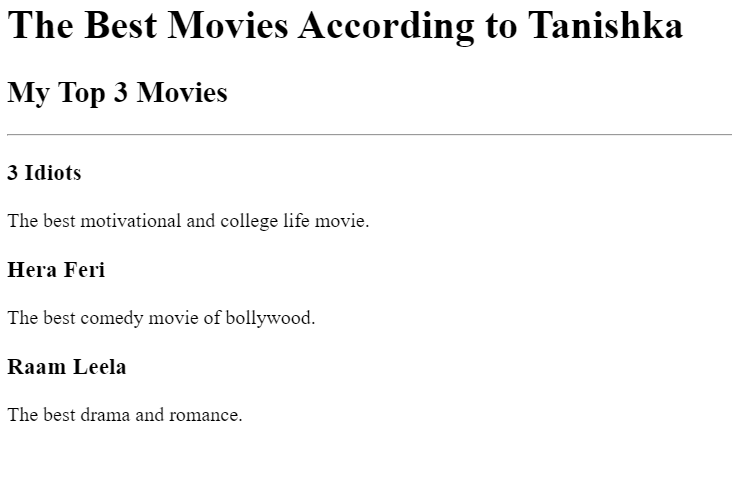 The Best Movies According to Tanishka
My Top 3 Movies
3 Idiots
The best motivational and college life movie.
Hera Feri
The best comedy movie of bollywood.
Raam Leela
The best drama and romance.